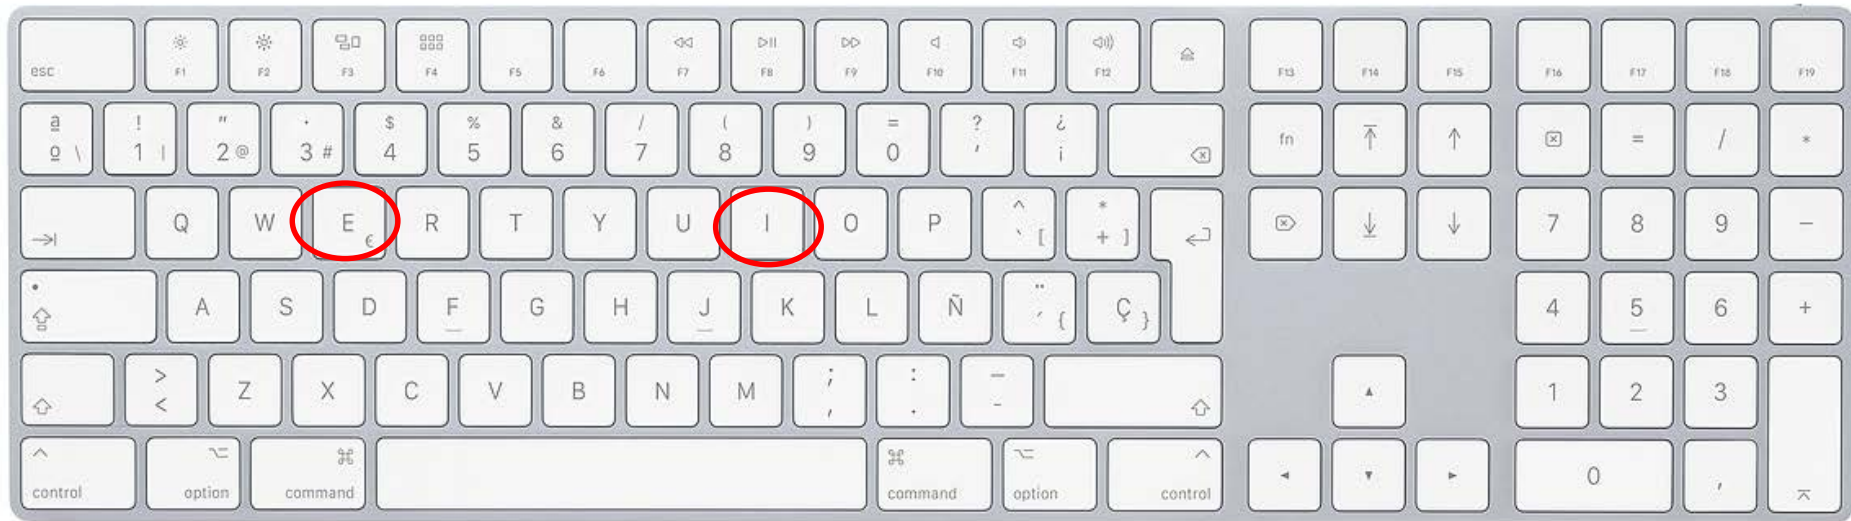 esc F1 F2 F3 F4 F5 F6 F7 F8 F9 F10 F11 F12 F13 F14 F15 F16 F17 F18 F19
ª ! " · $ % & / ( ) = ? ¿
º \ 1 | 2 @ 3 # 4 5 6 7 8 9 0 ' ¡ fn = / *
Q W E € R T Y U I O P ^ ` [ * + ] 7 8 9 −
A S D F G H J K L Ñ ¨ ´ { Ç } 4 5 6 +
> < Z X C V B N M ; , : . _ - 1 2 3
control option command command option control 0 ,